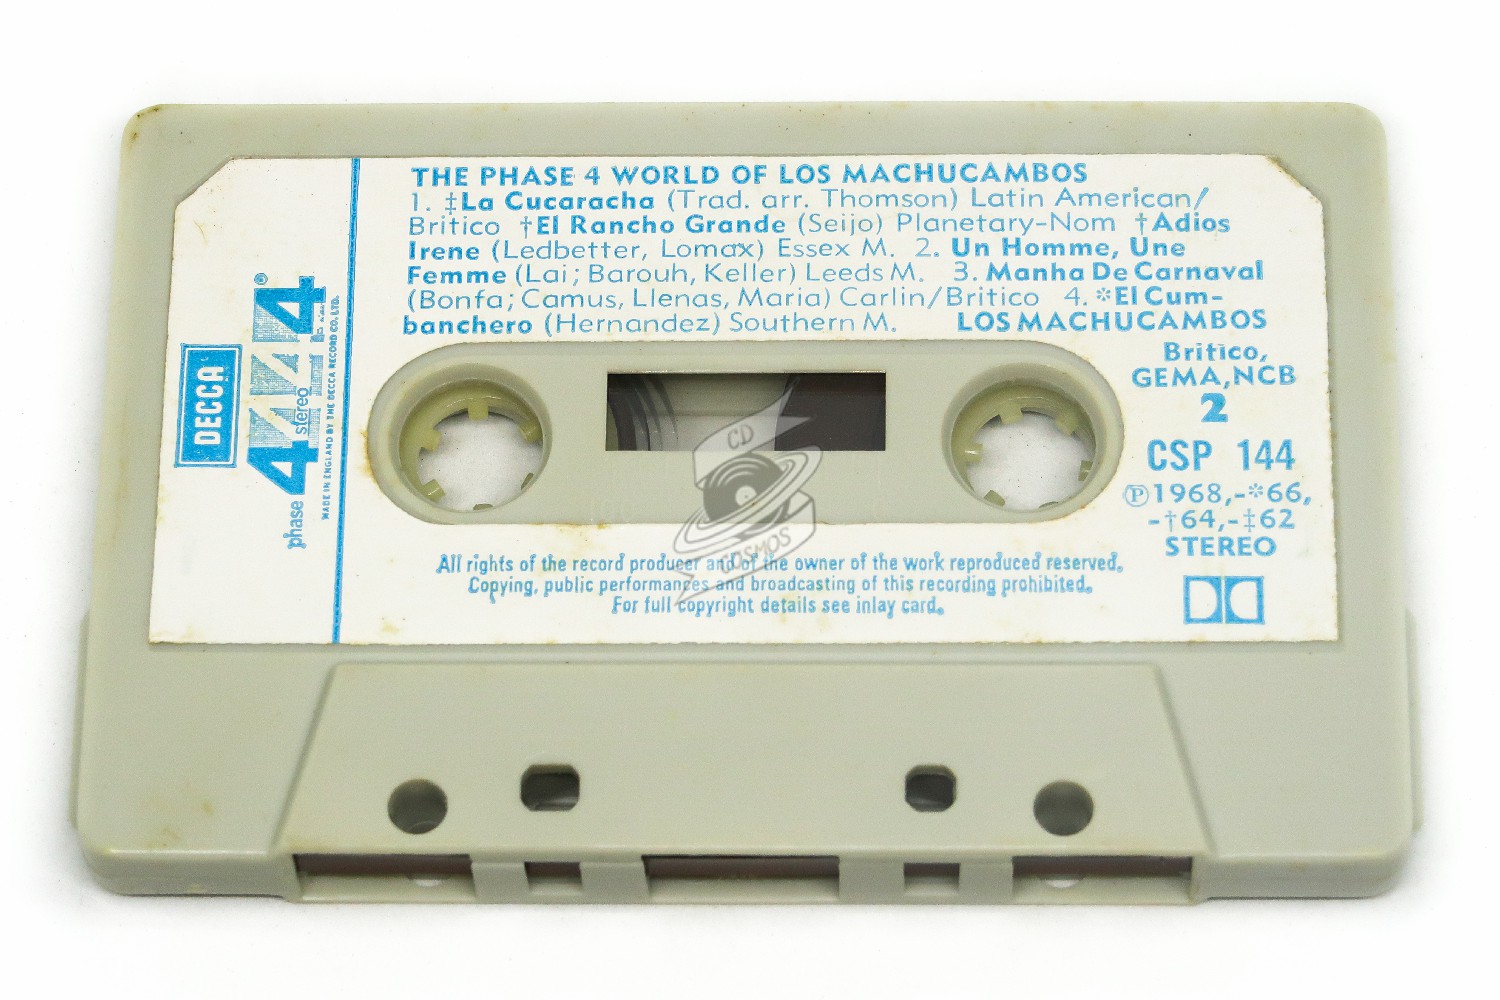 THE PHASE 4 WORLD OF LOS MACHUCAMBOS
1. ‡La Cucaracha (Trad. arr. Thomson) Latin American/
Britico †El Rancho Grande (Seijo) Planetary-Nom †Adios
Irene (Ledbetter, Lomax) Essex M. 2. Un Homme, Une
Femme (Lai; Barouh, Keller) Leeds M. 3. Manha De Carnaval
(Bonfa; Camus, Llenas, Maria) Carlin/Britico 4. *El Cum-
banchero (Hernandez) Southern M. LOS MACHUCAMBOS
Britico,
GEMA, NCB
2
CSP 144
℗1968,-*66,
-†64,-‡62
STEREO
DECCA
phase 4444 stereo
®
MADE IN ENGLAND BY THE DECCA RECORD CO. LTD.
All rights of the record producer and of the owner of the work reproduced reserved.
Copying, public performances and broadcasting of this recording prohibited.
For full copyright details see inlay card.
CD
COSMOS